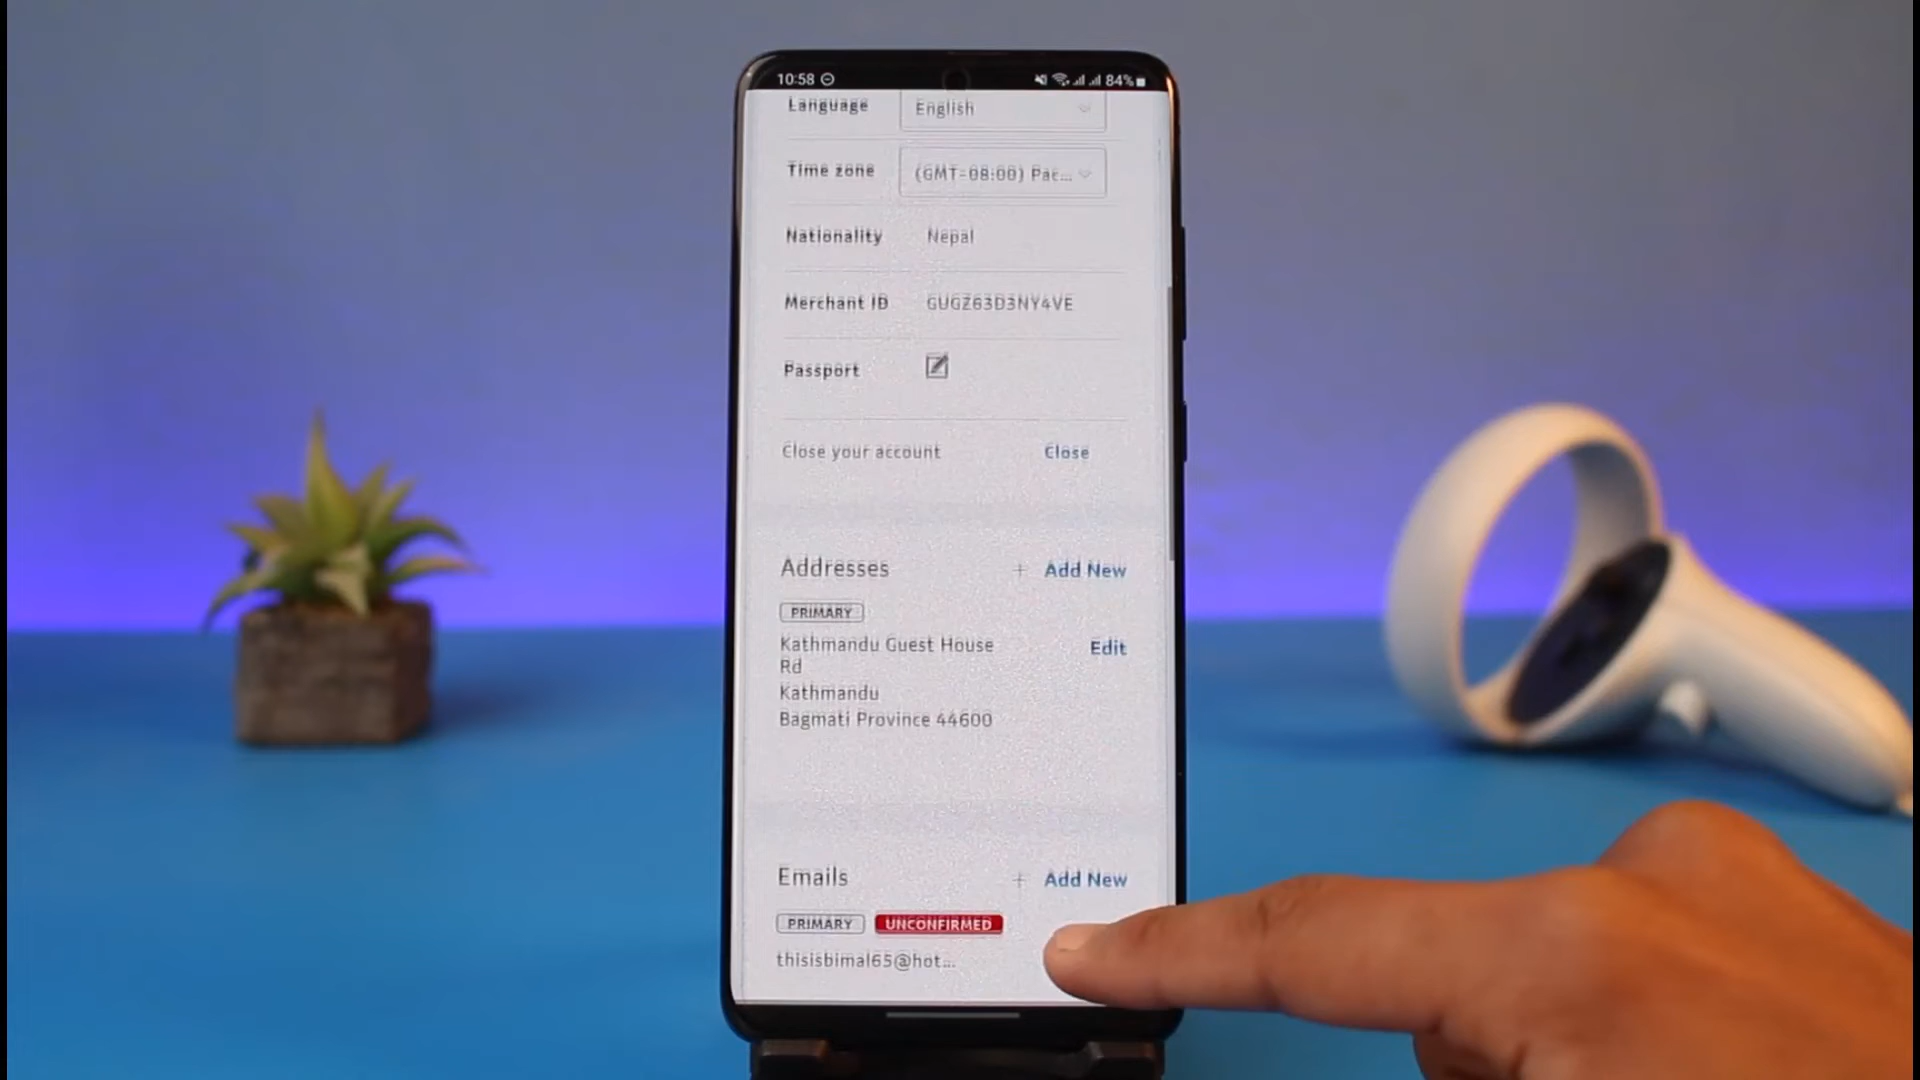 10:58 84%
Language English
Time zone (GMT-08:00) Pac...
Nationality Nepal
Merchant ID GUGZ63D3NY4VE
Passport
Close your account Close
Addresses + Add New
PRIMARY
Kathmandu Guest House Edit
Rd
Kathmandu
Bagmati Province 44600
Emails + Add New
PRIMARY UNCONFIRMED
thisisbimal65@hot...